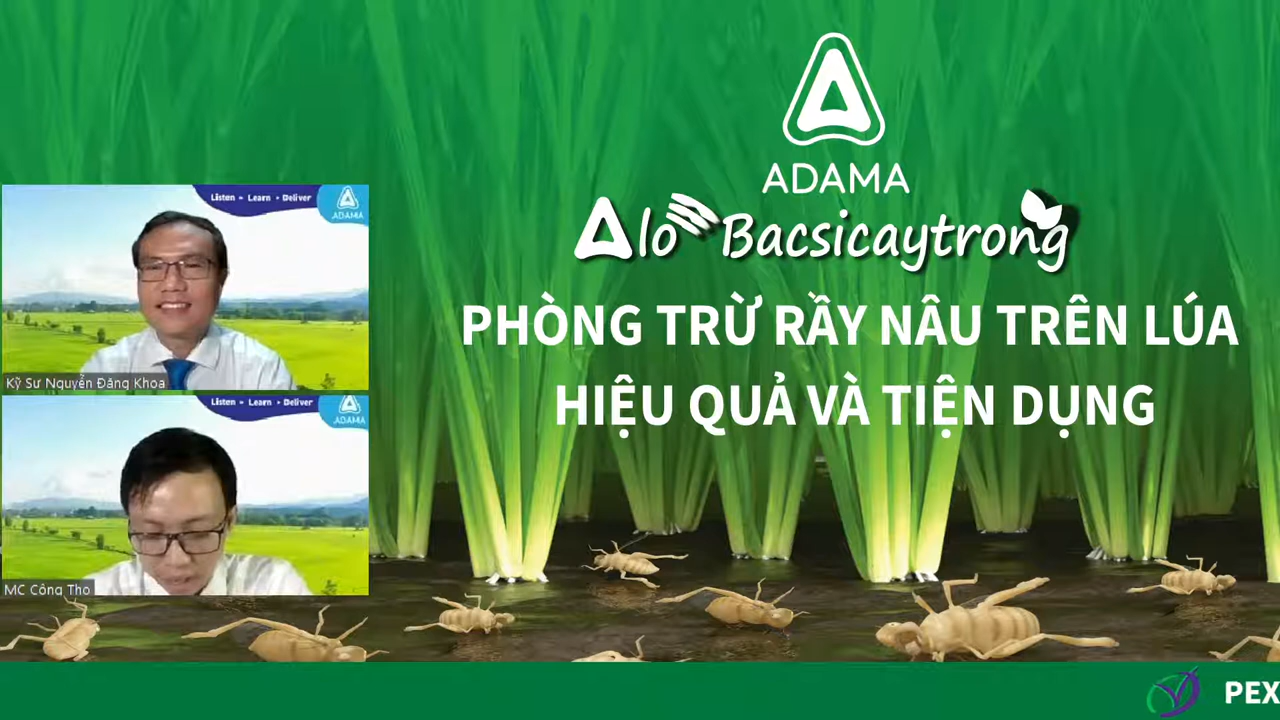 ADAMA
Alo Bacsicaytrong
PHÒNG TRỪ RẦY NÂU TRÊN LÚA
HIỆU QUẢ VÀ TIỆN DỤNG
Listen > Learn > Deliver
ADAMA
Kỹ Sư Nguyễn Đăng Khoa
Listen > Learn > Deliver
ADAMA
MC Công Thọ
PEX